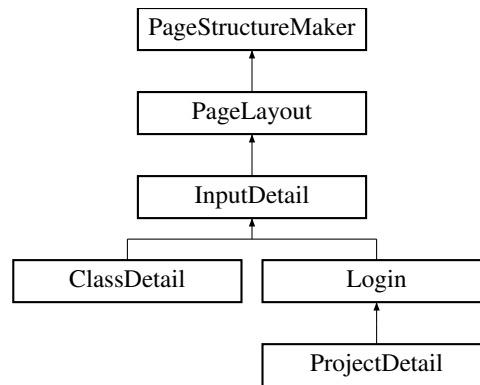 PageStructureMaker
PageLayout
InputDetail
ClassDetail
Login
ProjectDetail